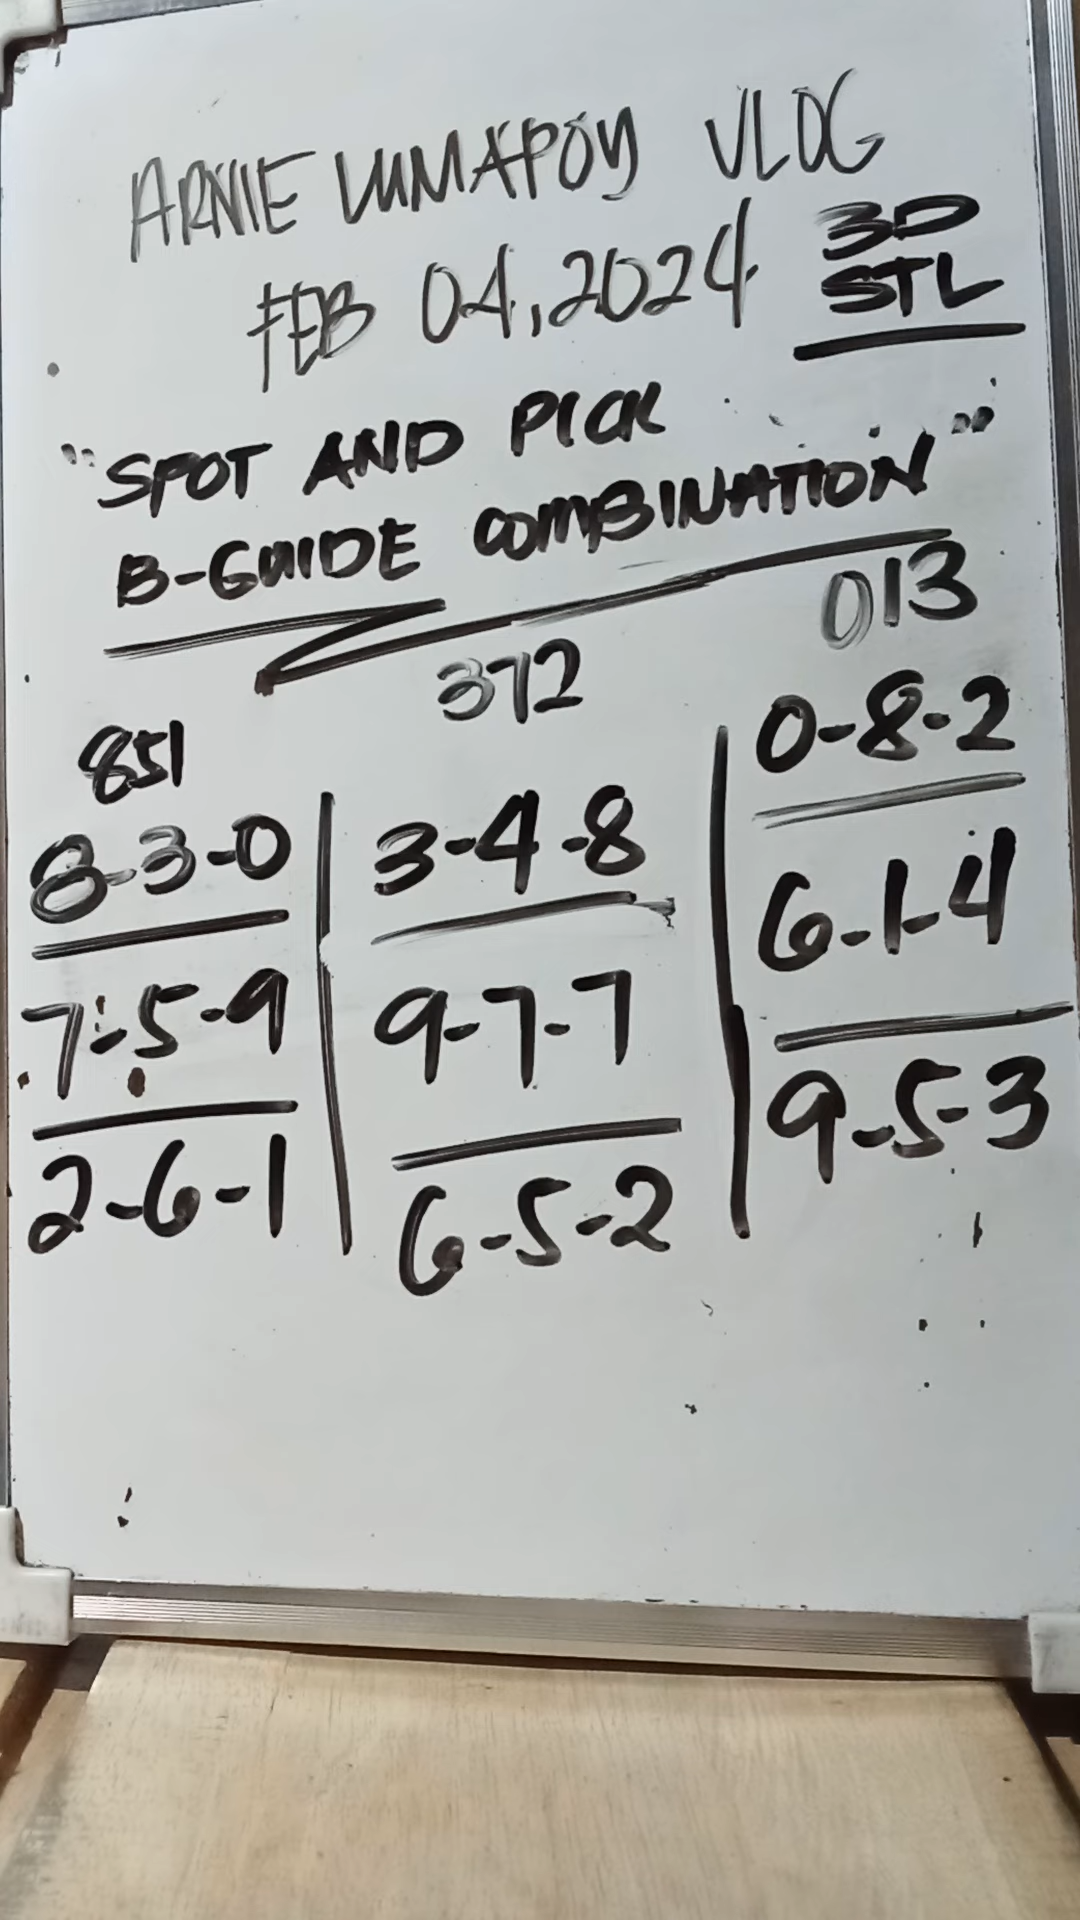 ARNIE LUMAPOY VLOG
FEB 04, 2024
3D
STL
"SPOT AND PICK
B-GUIDE COMBINATION"
851
8-3-0
7-5-9
2-6-1
372
3-4-8
9-7-7
6-5-2
013
0-8-2
6-1-4
9-5-3